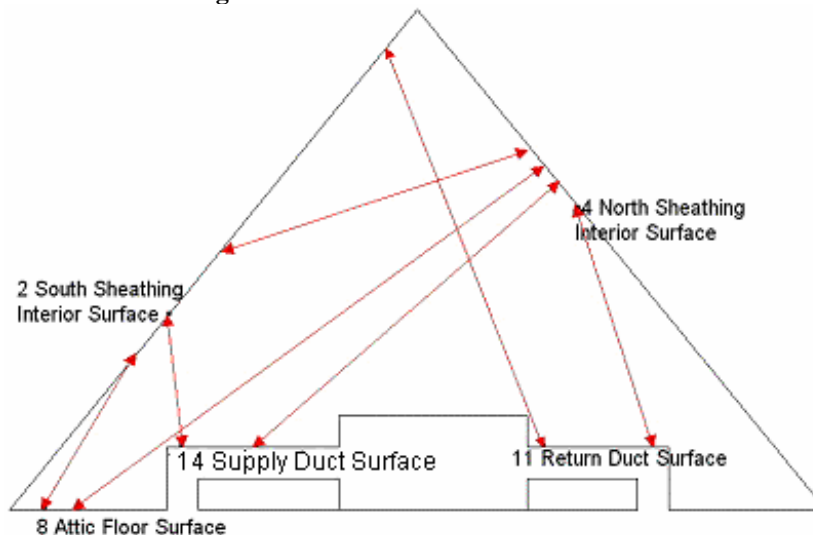 4 North Sheathing
Interior Surface
2 South Sheathing
Interior Surface
14 Supply Duct Surface
11 Return Duct Surface
8 Attic Floor Surface